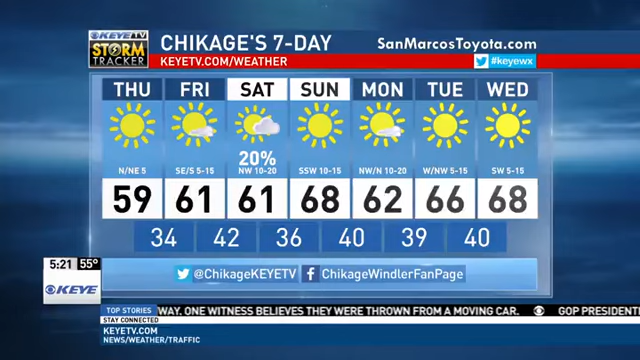 KEYE TV
STORM
TRACKER
CHIKAGE'S 7-DAY
KEYETV.COM/WEATHER
SanMarcosToyota.com
#keyewx
THU FRI SAT SUN MON TUE WED
20%
N/NE 5 SE/S 5-15 NW 10-20 SSW 10-15 NW/N 10-20 W/NW 5-15 SW 5-15
59 61 61 68 62 66 68
34 42 36 40 39 40
@ChikageKEYETV ChikageWindlerFanPage
5:21 55°
KEYE
TOP STORIES WAY. ONE WITNESS BELIEVES THEY WERE THROWN FROM A MOVING CAR. GOP PRESIDENT
STAY CONNECTED
KEYETV.COM
NEWS/WEATHER/TRAFFIC